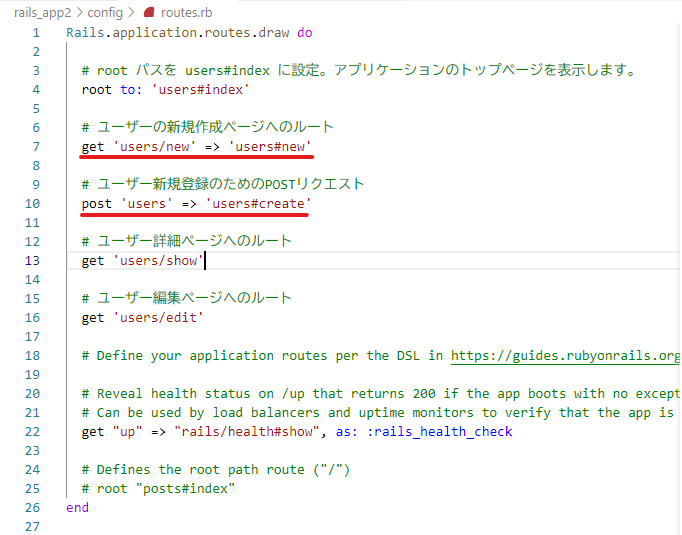 rails_app2 > config > routes.rb
1 Rails.application.routes.draw do
2
3 # root パスを users#index に設定。アプリケーションのトップページを表示します。
4 root to: 'users#index'
5
6 # ユーザーの新規作成ページへのルート
7 get 'users/new' => 'users#new'
8
9 # ユーザー新規登録のためのPOSTリクエスト
10 post 'users' => 'users#create'
11
12 # ユーザー詳細ページへのルート
13 get 'users/show'
14
15 # ユーザー編集ページへのルート
16 get 'users/edit'
17
18 # Define your application routes per the DSL in https://guides.rubyonrails.org
19
20 # Reveal health status on /up that returns 200 if the app boots with no except
21 # Can be used by load balancers and uptime monitors to verify that the app is
22 get "up" => "rails/health#show", as: :rails_health_check
23
24 # Defines the root path route ("/")
25 # root "posts#index"
26 end
27